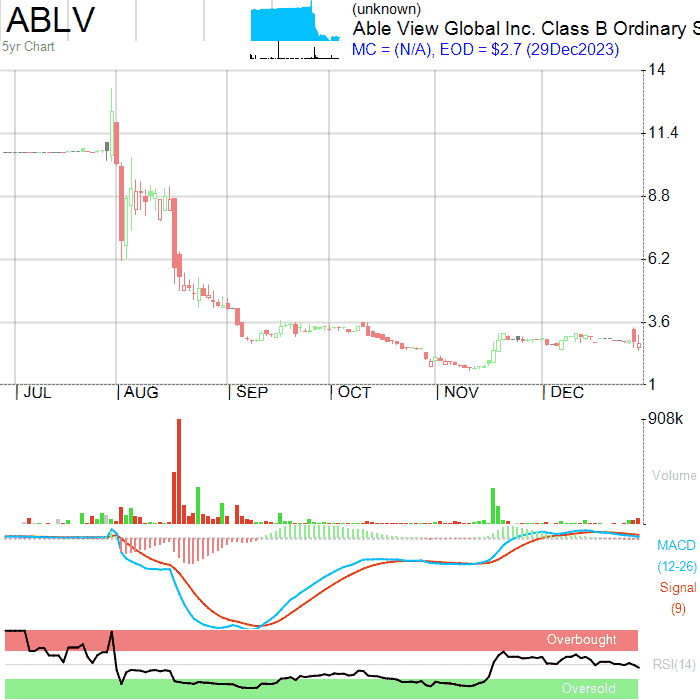 ABLV
(unknown)
Able View Global Inc. Class B Ordinary S
5yr Chart
MC = (N/A), EOD = $2.7 (29Dec2023)
14
11.4
8.8
6.2
3.6
1
JUL AUG SEP OCT NOV DEC
908k
Volume
MACD
(12-26)
Signal
(9)
Overbought
RSI(14)
Oversold